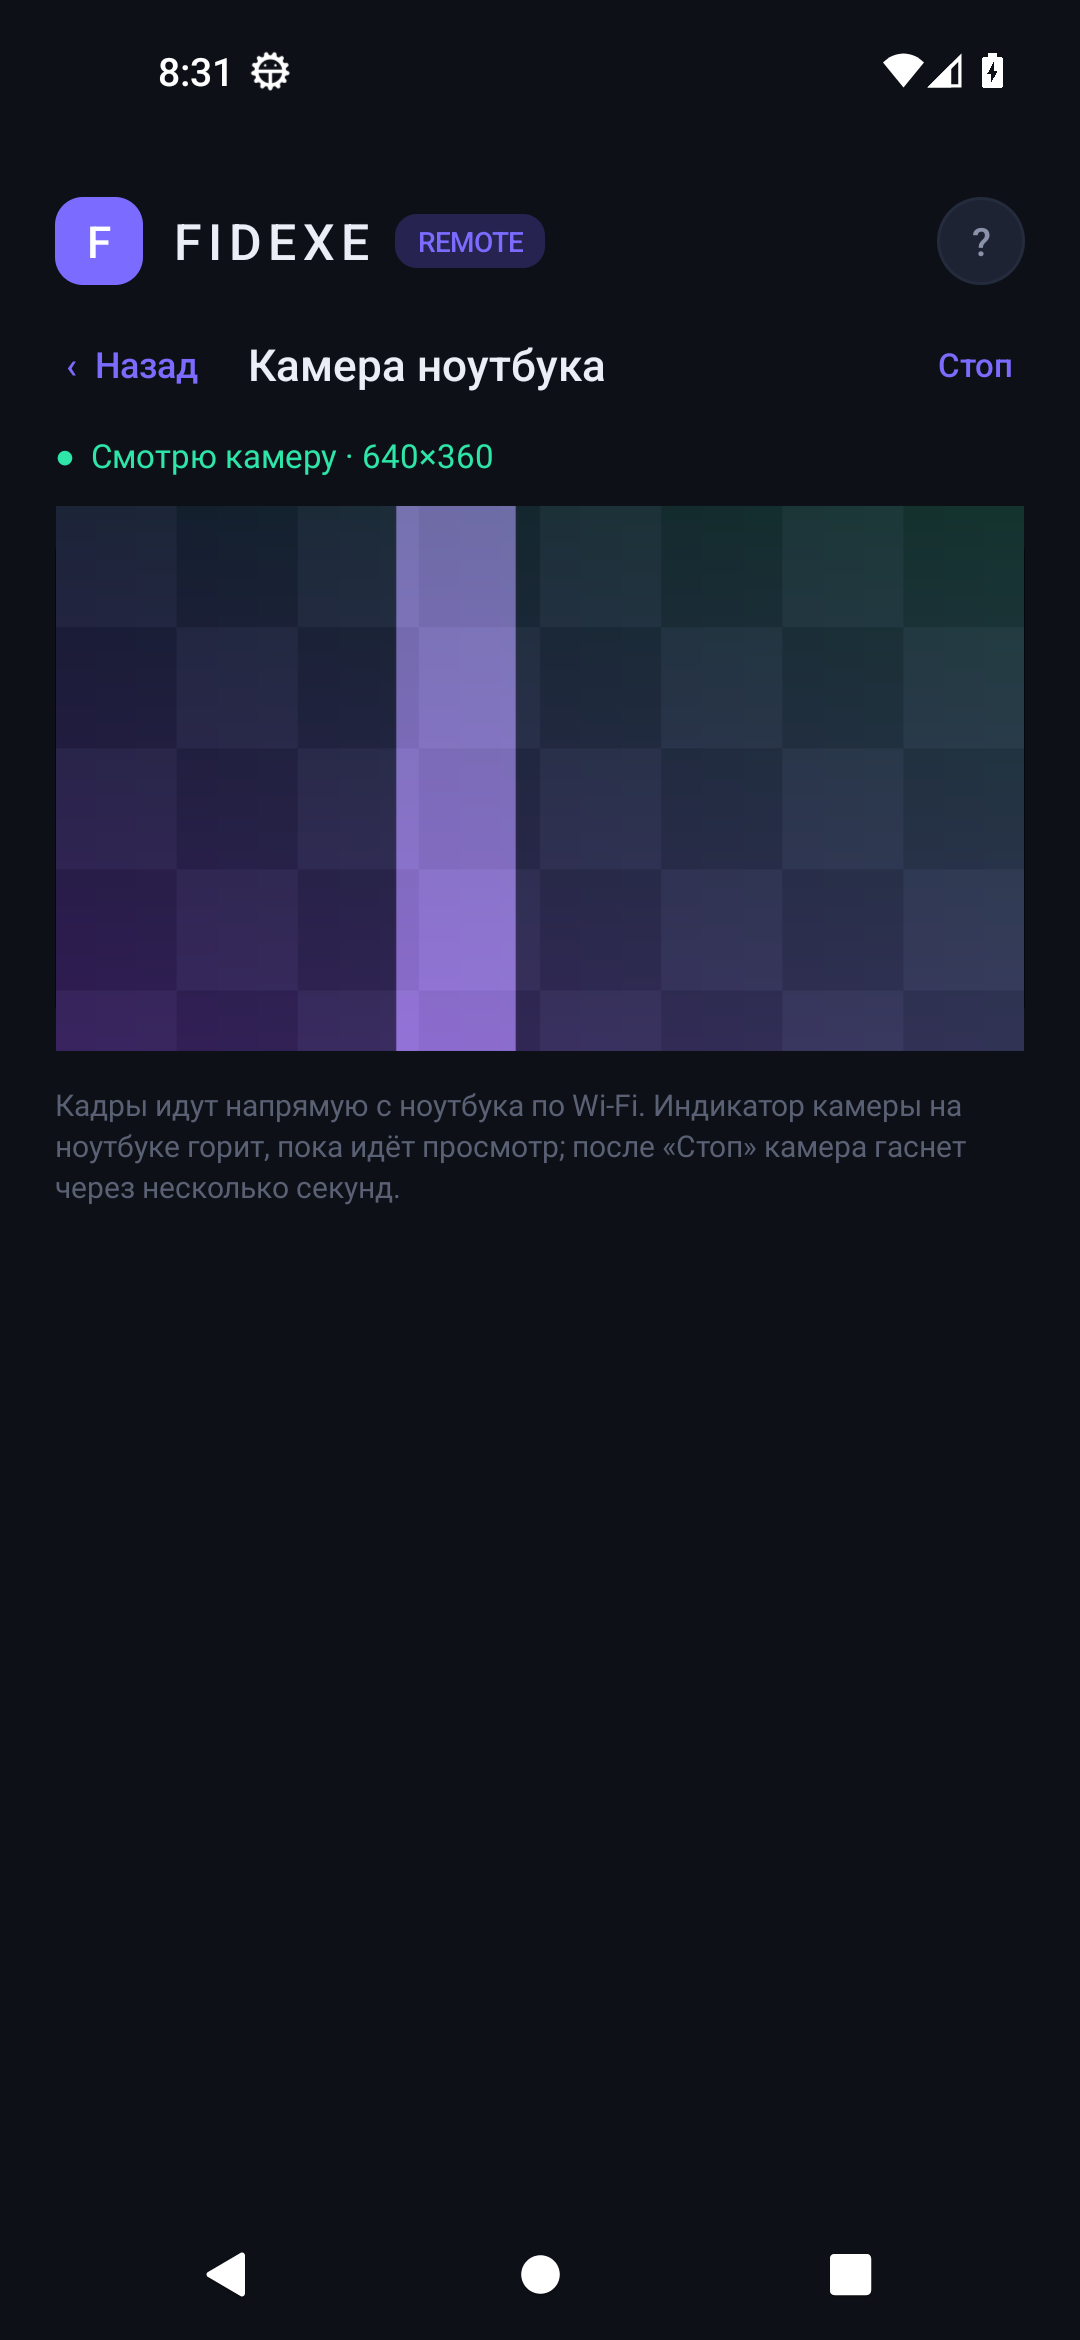 8:31
F FIDEXE REMOTE ?
‹ Назад Камера ноутбука Стоп
● Смотрю камеру · 640×360
Кадры идут напрямую с ноутбука по Wi-Fi. Индикатор камеры на
ноутбуке горит, пока идёт просмотр; после «Стоп» камера гаснет
через несколько секунд.